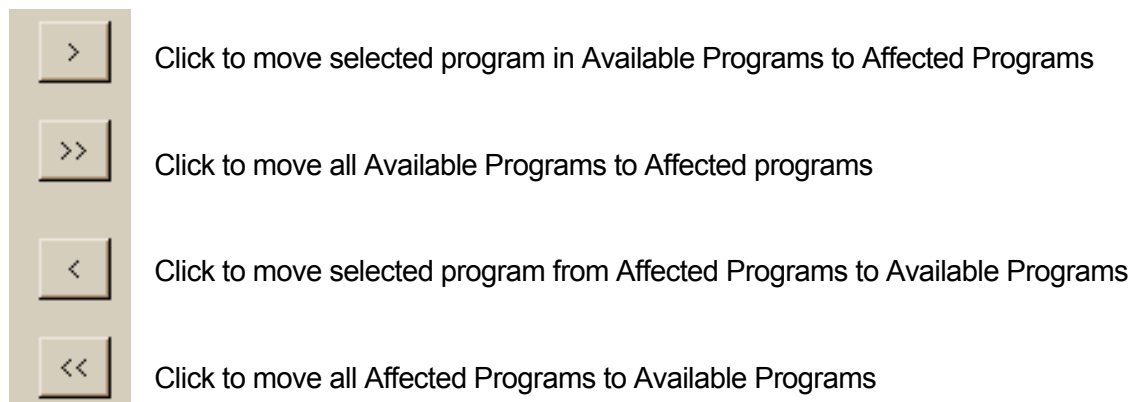 > Click to move selected program in Available Programs to Affected Programs
>> Click to move all Available Programs to Affected programs
< Click to move selected program from Affected Programs to Available Programs
<< Click to move all Affected Programs to Available Programs